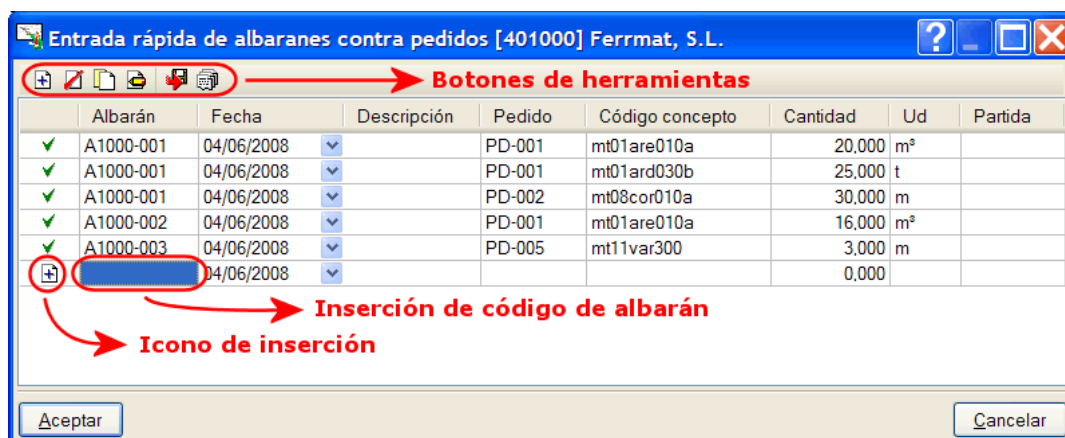 Entrada rápida de albaranes contra pedidos [401000] Ferrmat, S.L.
Botones de herramientas
Albarán Fecha Descripción Pedido Código concepto Cantidad Ud Partida
A1000-001 04/06/2008 PD-001 mt01are010a 20,000 m³
A1000-001 04/06/2008 PD-001 mt01ard030b 25,000 t
A1000-001 04/06/2008 PD-002 mt08cor010a 30,000 m
A1000-002 04/06/2008 PD-001 mt01are010a 16,000 m³
A1000-003 04/06/2008 PD-005 mt11var300 3,000 m
04/06/2008 0,000
Inserción de código de albarán
Icono de inserción
Aceptar Cancelar